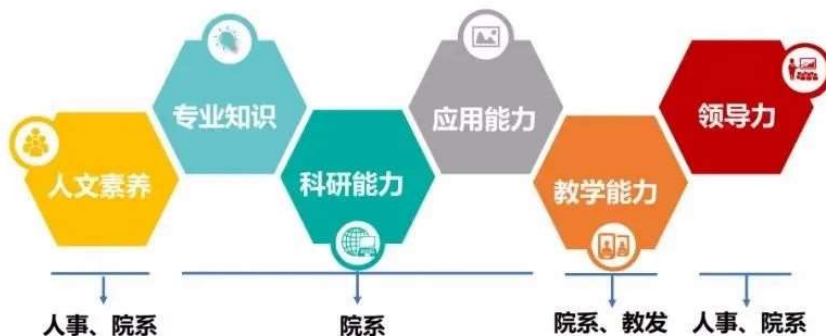 人文素养
专业知识
科研能力
应用能力
教学能力
领导力
人事、院系
院系
院系、教发
人事、院系